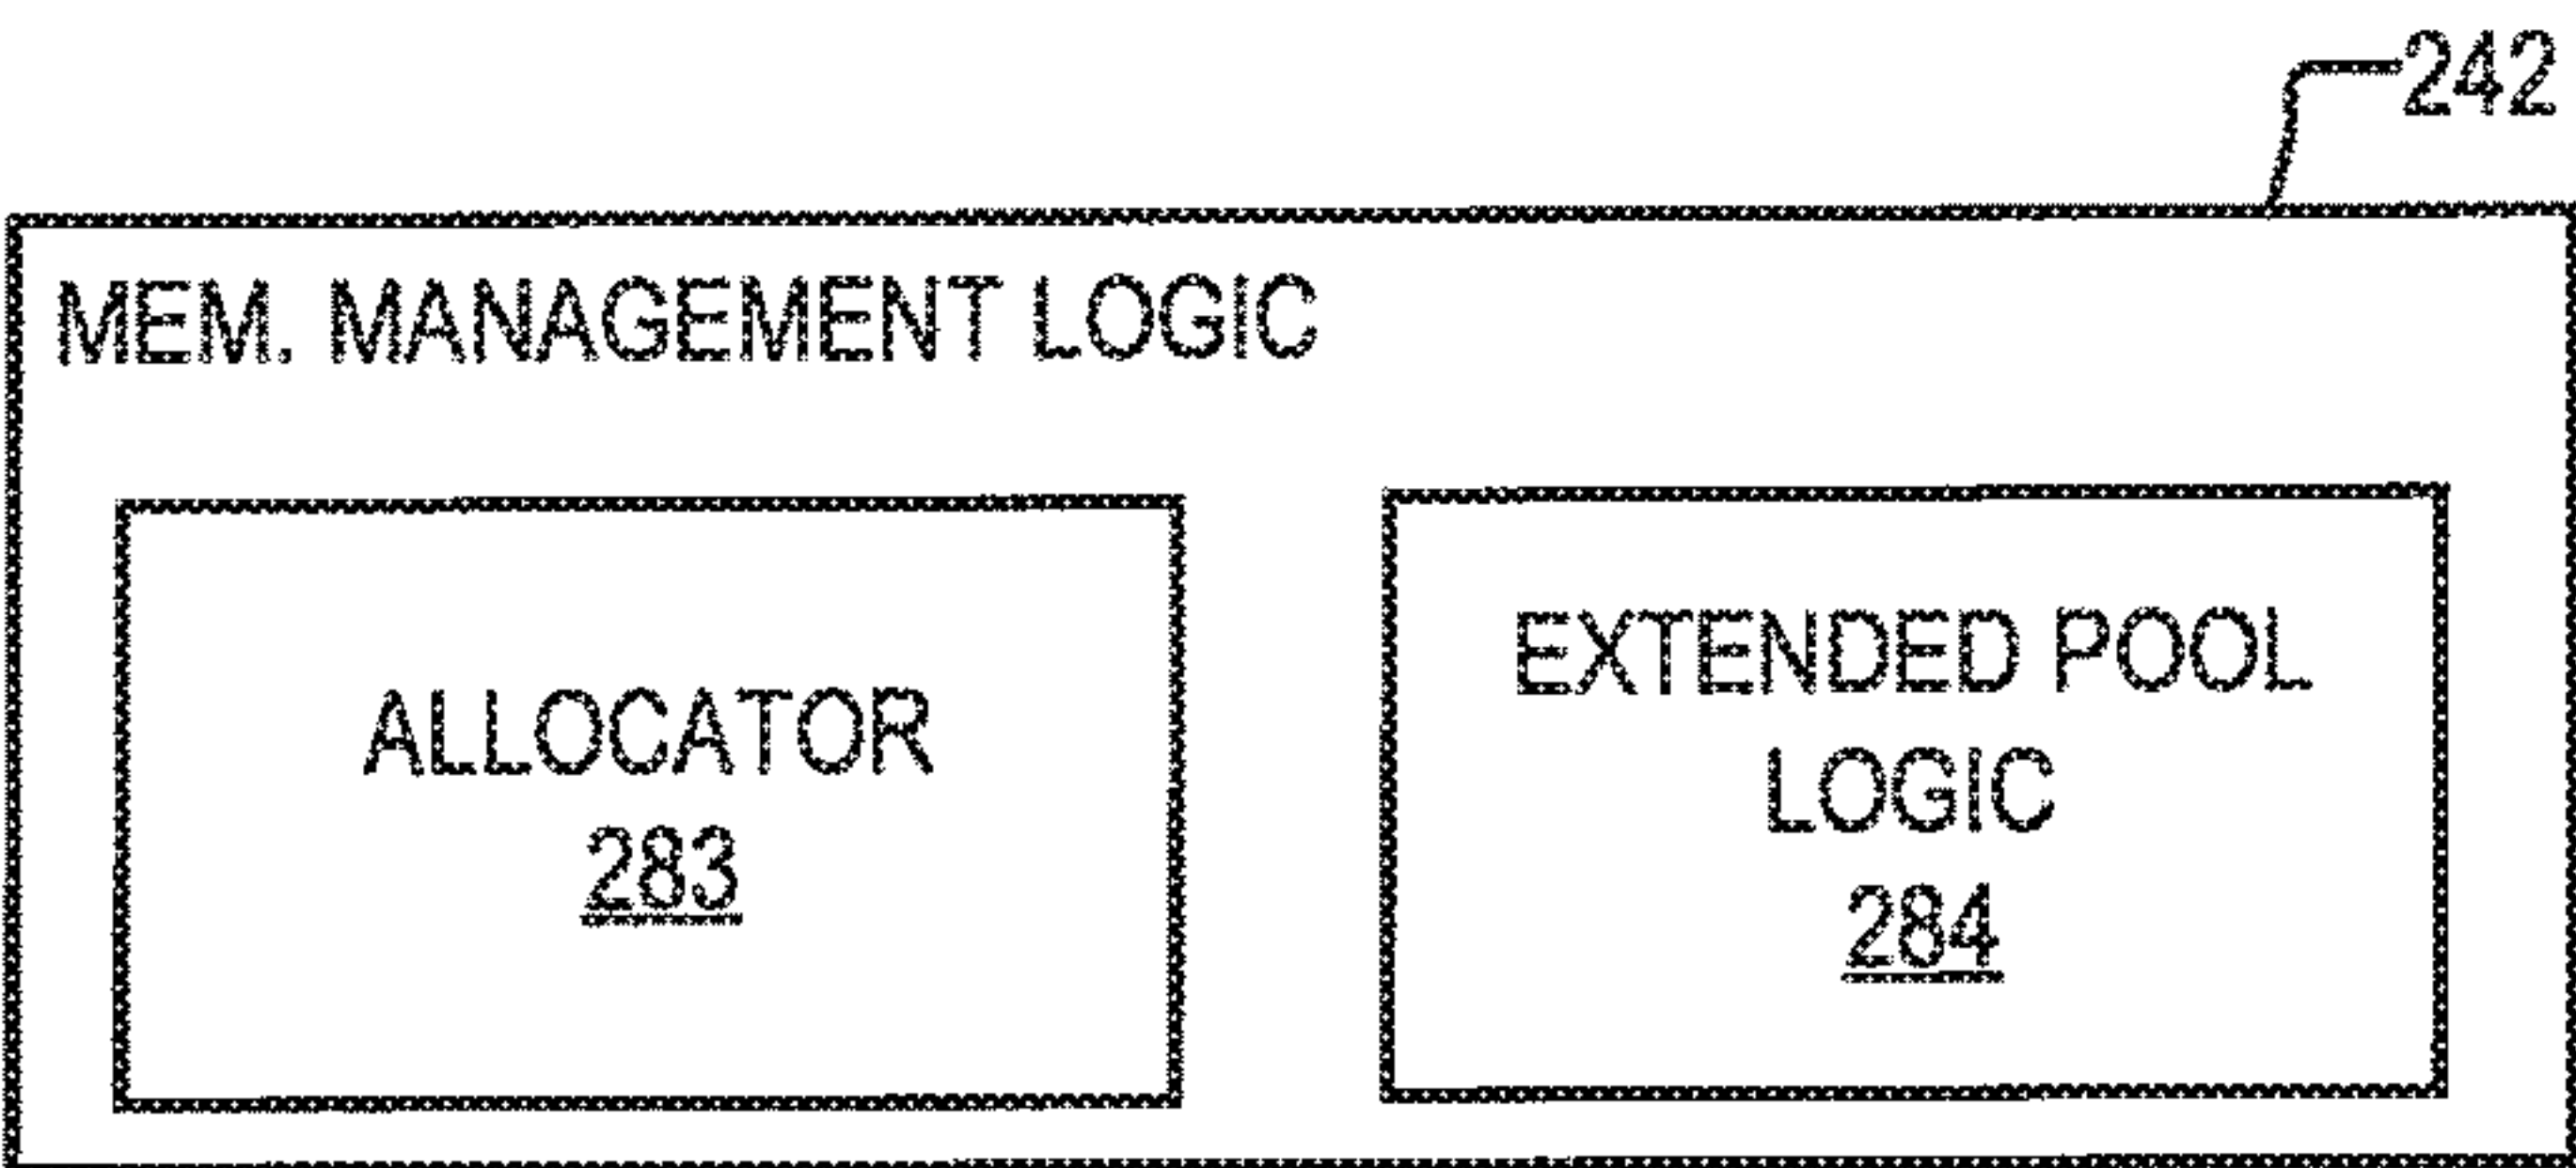 242
MEM. MANAGEMENT LOGIC
ALLOCATOR
283
EXTENDED POOL
LOGIC
284